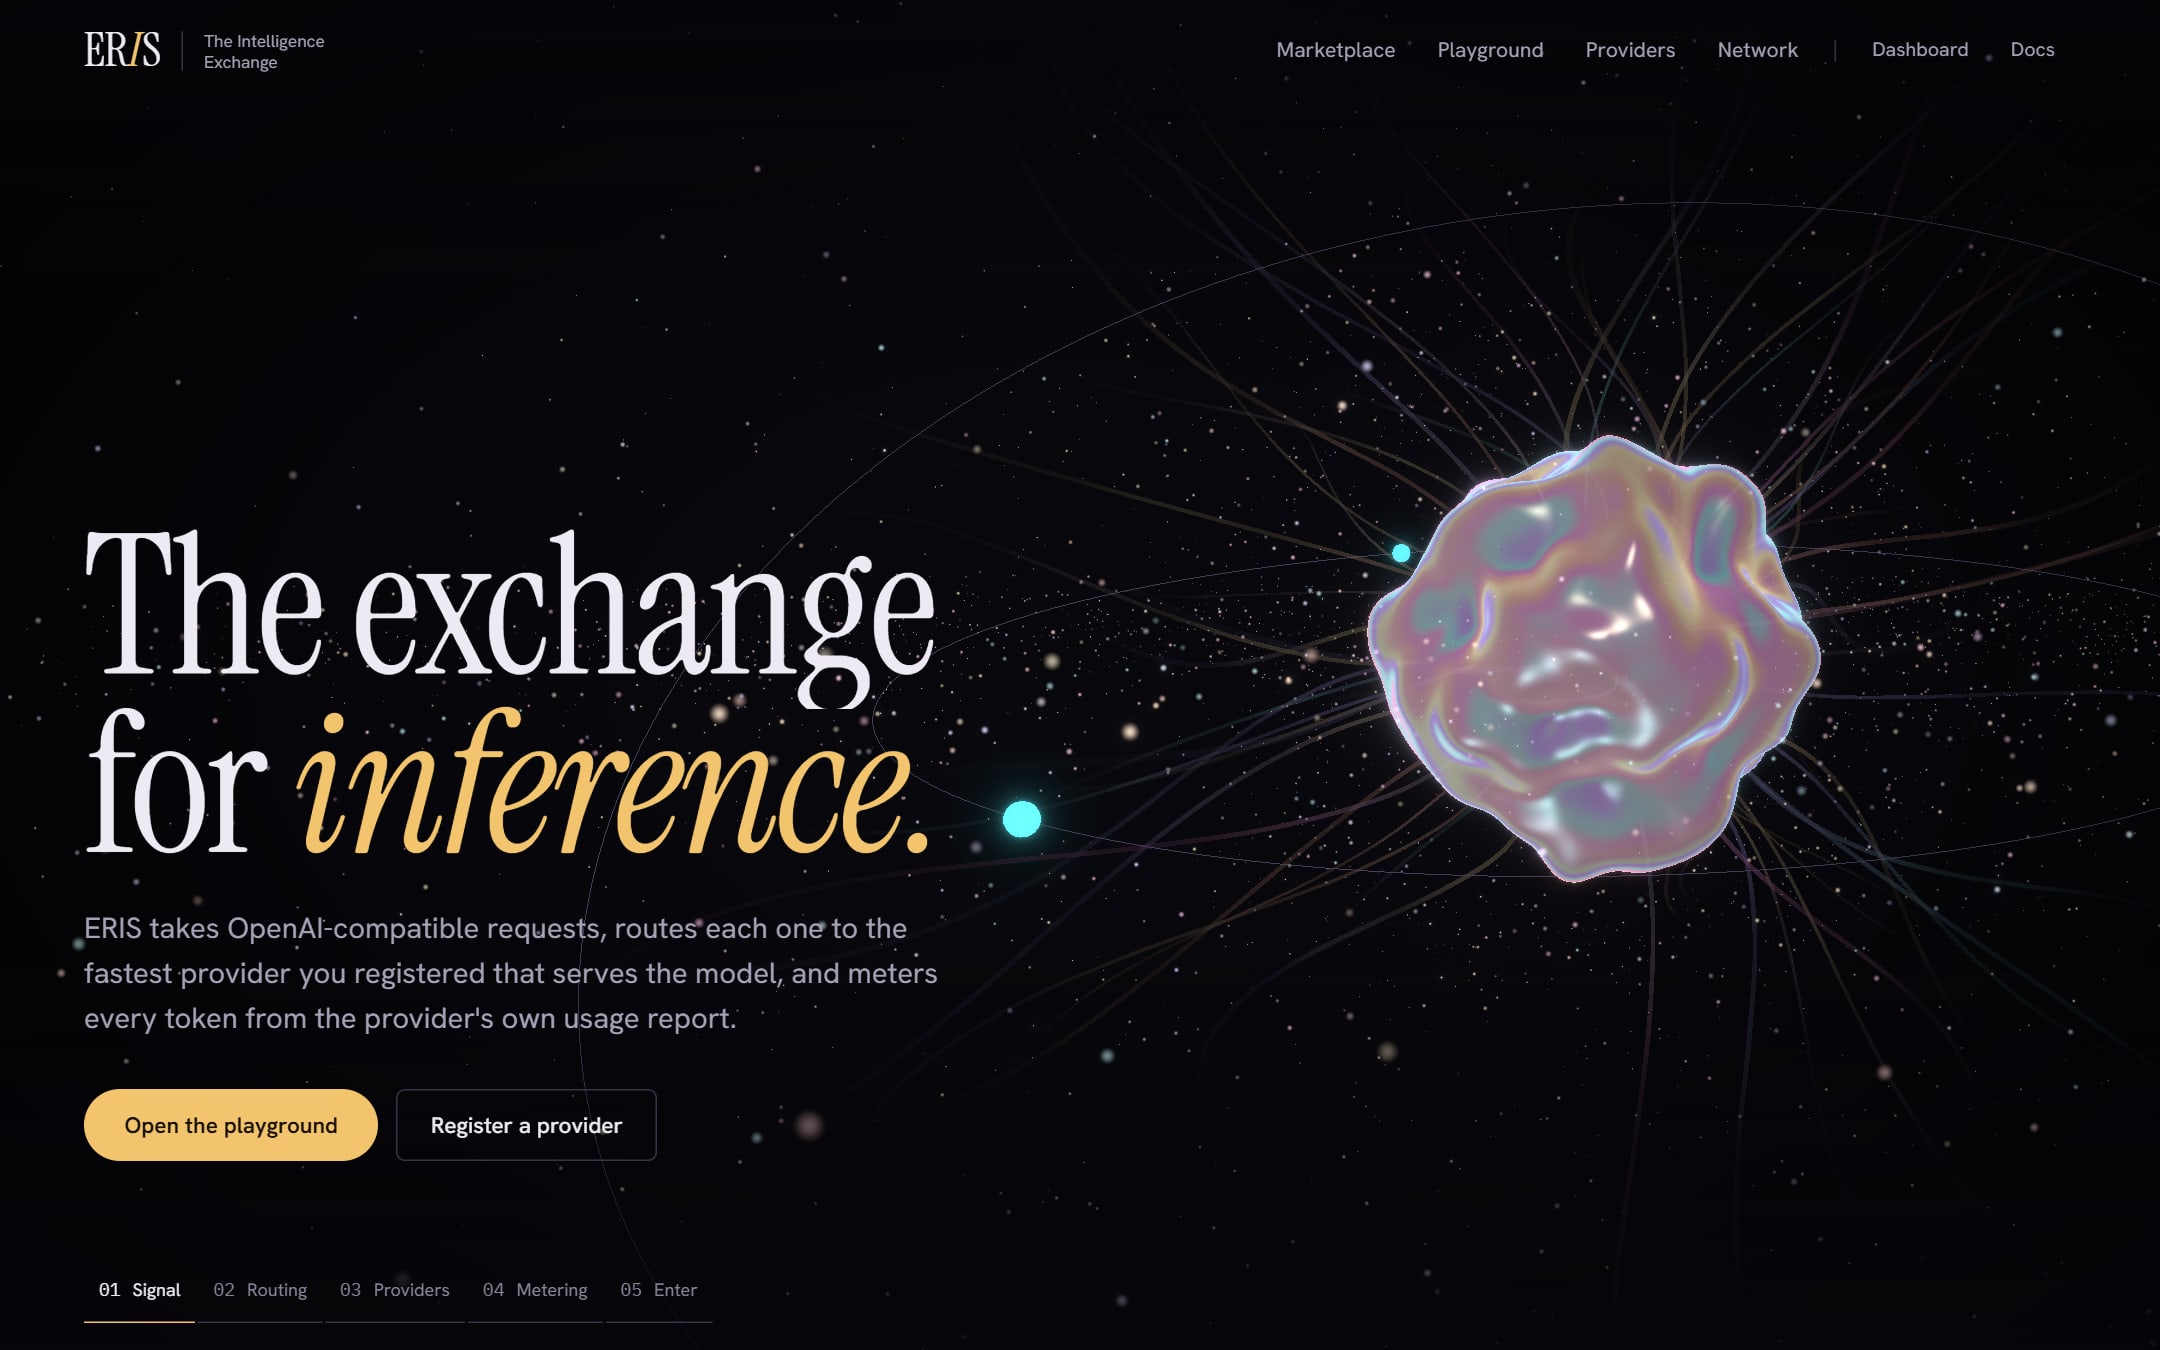 ERIS
The Intelligence
Exchange
Marketplace Playground Providers Network Dashboard Docs
The exchange
for inference.
ERIS takes OpenAI-compatible requests, routes each one to the
fastest provider you registered that serves the model, and meters
every token from the provider's own usage report.
Open the playground Register a provider
01 Signal 02 Routing 03 Providers 04 Metering 05 Enter